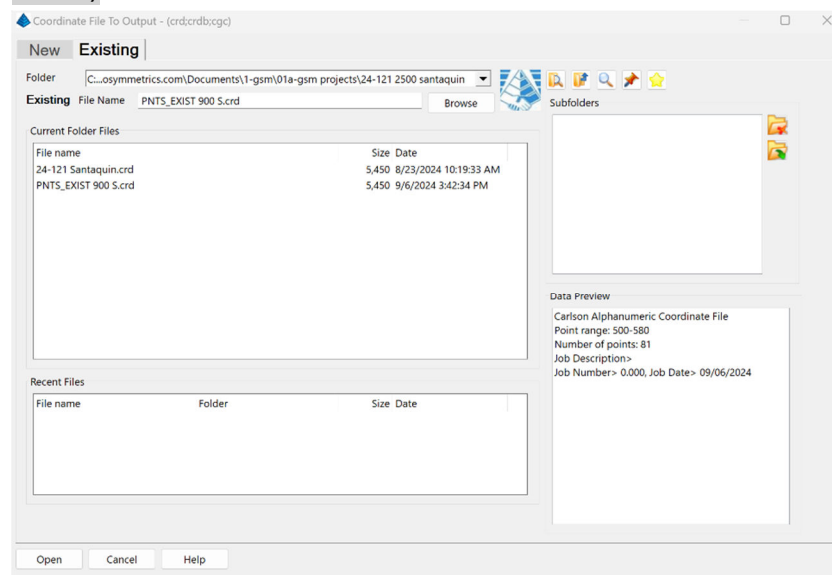 Coordinate File To Output - (crd;crdb;cgc)
New Existing
Folder C:...osymmetrics.com\Documents\1-gsm\01a-gsm projects\24-121 2500 santaquin
Existing File Name PNTS_EXIST 900 S.crd Browse
Subfolders
Current Folder Files
File name Size Date
24-121 Santaquin.crd 5,450 8/23/2024 10:19:33 AM
PNTS_EXIST 900 S.crd 5,450 9/6/2024 3:42:34 PM
Data Preview
Carlson Alphanumeric Coordinate File
Point range: 500-580
Number of points: 81
Job Description>
Job Number> 0.000, Job Date> 09/06/2024
Recent Files
File name Folder Size Date
Open Cancel Help